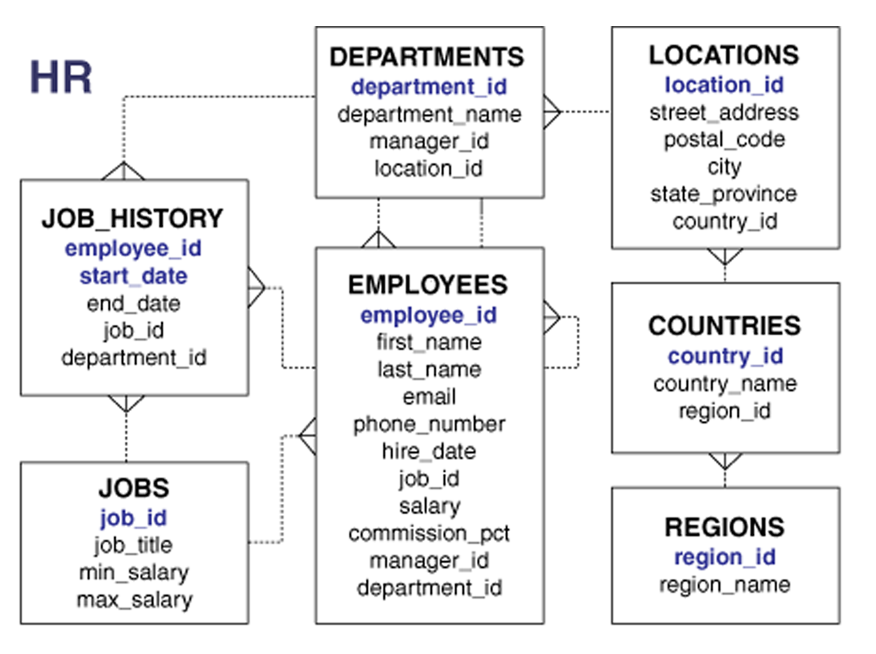 HR
DEPARTMENTS
department_id
department_name
manager_id
location_id
LOCATIONS
location_id
street_address
postal_code
city
state_province
country_id
JOB_HISTORY
employee_id
start_date
end_date
job_id
department_id
EMPLOYEES
employee_id
first_name
last_name
email
phone_number
hire_date
job_id
salary
commission_pct
manager_id
department_id
COUNTRIES
country_id
country_name
region_id
JOBS
job_id
job_title
min_salary
max_salary
REGIONS
region_id
region_name